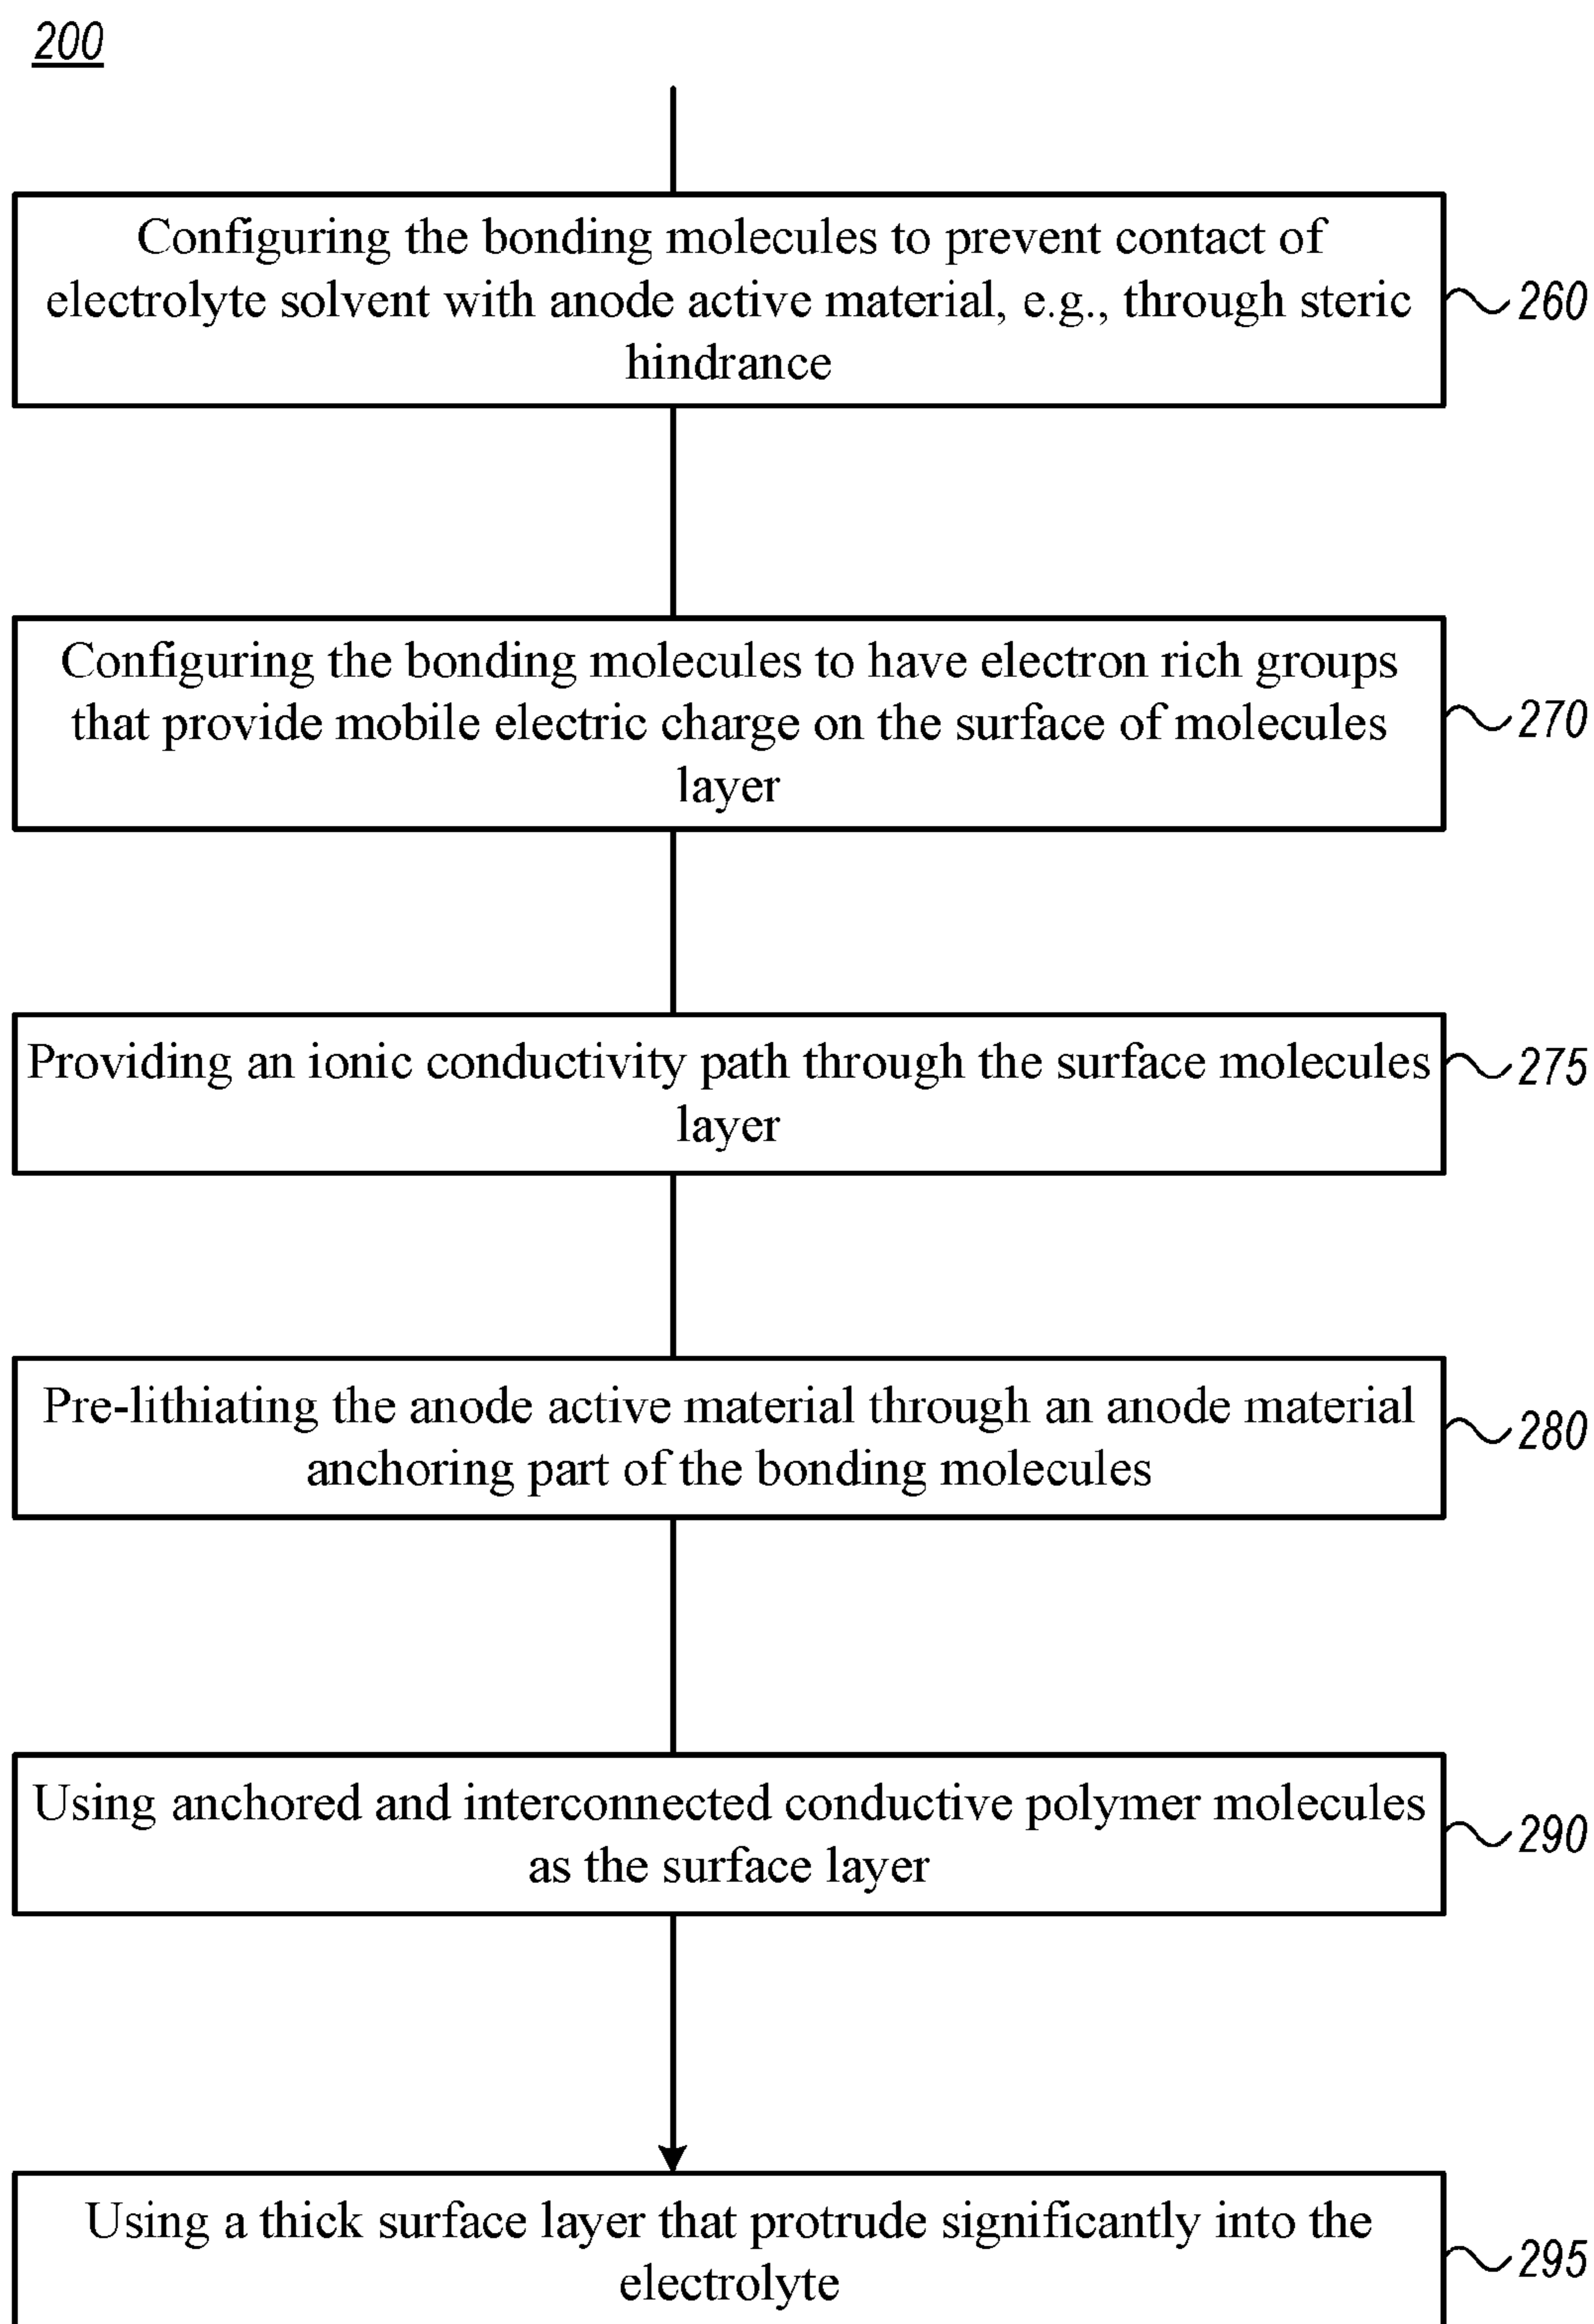 200
Configuring the bonding molecules to prevent contact of
electrolyte solvent with anode active material, e.g., through steric
hindrance
260
Configuring the bonding molecules to have electron rich groups
that provide mobile electric charge on the surface of molecules
layer
270
Providing an ionic conductivity path through the surface molecules
layer
275
Pre-lithiating the anode active material through an anode material
anchoring part of the bonding molecules
280
Using anchored and interconnected conductive polymer molecules
as the surface layer
290
Using a thick surface layer that protrude significantly into the
electrolyte
295